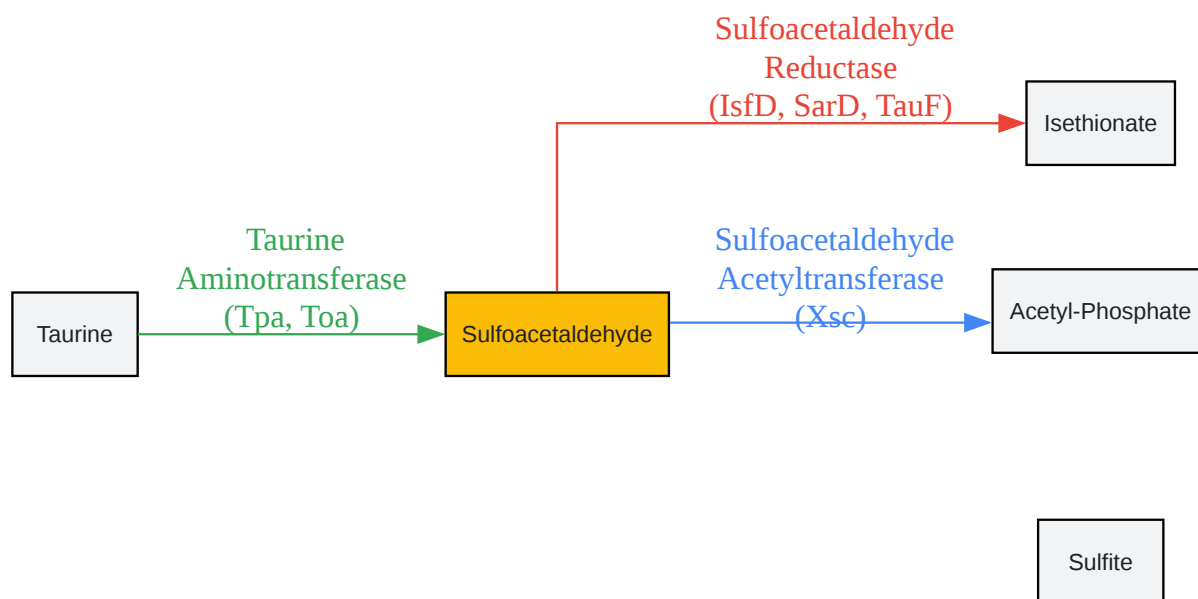 Sulfoacetaldehyde
Reductase
(IsfD, SarD, TauF)
Isethionate
Taurine
Aminotransferase
(Tpa, Toa)
Sulfoacetaldehyde
Acetyltransferase
(Xsc)
Taurine
Sulfoacetaldehyde
Acetyl-Phosphate
Sulfite